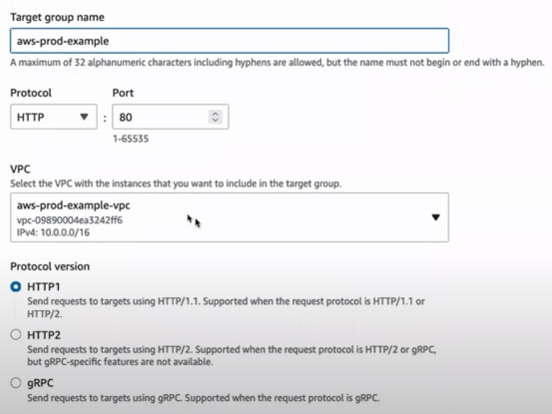 Target group name
aws-prod-example
A maximum of 32 alphanumeric characters including hyphens are allowed, but the name must not begin or end with a hyphen.
Protocol
Port
HTTP
:
80
1-65535
VPC
Select the VPC with the instances that you want to include in the target group.
aws-prod-example-vpc
vpc-09890004ea3242ff6
IPv4: 10.0.0.0/16
Protocol version
HTTP1
Send requests to targets using HTTP/1.1. Supported when the request protocol is HTTP/1.1 or
HTTP/2.
HTTP2
Send requests to targets using HTTP/2. Supported when the request protocol is HTTP/2 or gRPC,
but gRPC-specific features are not available.
gRPC
Send requests to targets using gRPC. Supported when the request protocol is gRPC.